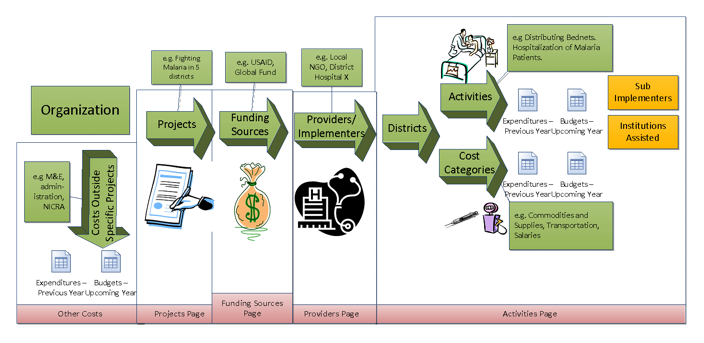 Organization
e.g M&E,
admin-
istration,
NICRA
Costs Outside
Specific Projects
Expenditures –
Previous Year
Budgets –
Upcoming Year
Other Costs
e.g. Fighting
Malaria in 5
districts
Projects
Projects Page
e.g. USAID,
Global Fund
Funding
Sources
$
Funding Sources
Page
e.g. Local
NGO, District
Hospital X
Providers/
Implementers
Providers Page
Districts
e.g Distributing Bednets.
Hospitalization of Malaria
Patients.
Activities
Expenditures –
Previous Year
Budgets –
Upcoming Year
Sub
Implementers
Institutions
Assisted
Cost
Categories
Expenditures –
Previous Year
Budgets –
Upcoming Year
e.g. Commodities and
Supplies, Transportation,
Salaries
Activities Page